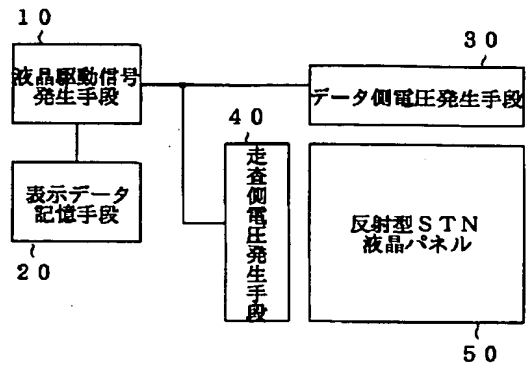 10
液晶駆動信号
発生手段
30
データ側電圧発生手段
40
走査側電圧発生手段
表示データ
記憶手段
20
反射型STN
液晶パネル
50